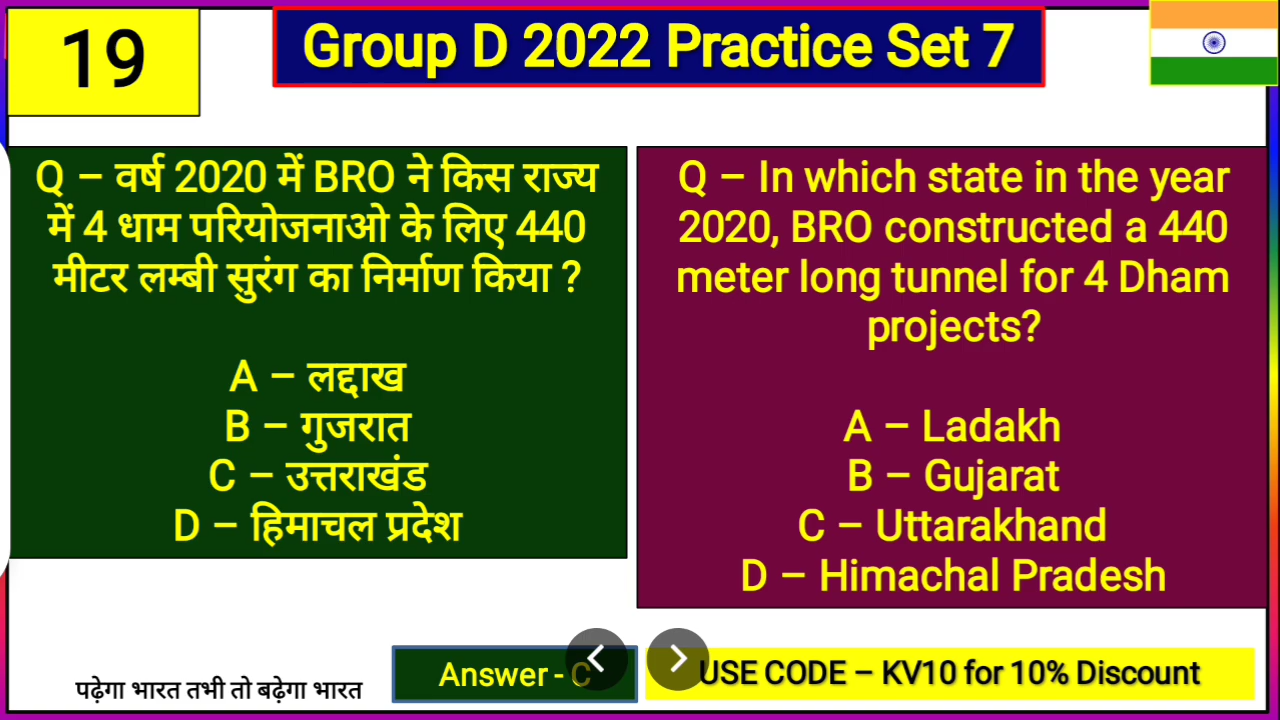 19
Group D 2022 Practice Set 7
Q – वर्ष 2020 में BRO ने किस राज्य
में 4 धाम परियोजनाओ के लिए 440
मीटर लम्बी सुरंग का निर्माण किया ?
A – लद्दाख
B – गुजरात
C – उत्तराखंड
D – हिमाचल प्रदेश
Q – In which state in the year
2020, BRO constructed a 440
meter long tunnel for 4 Dham
projects?
A – Ladakh
B – Gujarat
C – Uttarakhand
D – Himachal Pradesh
पढ़ेगा भारत तभी तो बढ़ेगा भारत
Answer - C
USE CODE – KV10 for 10% Discount